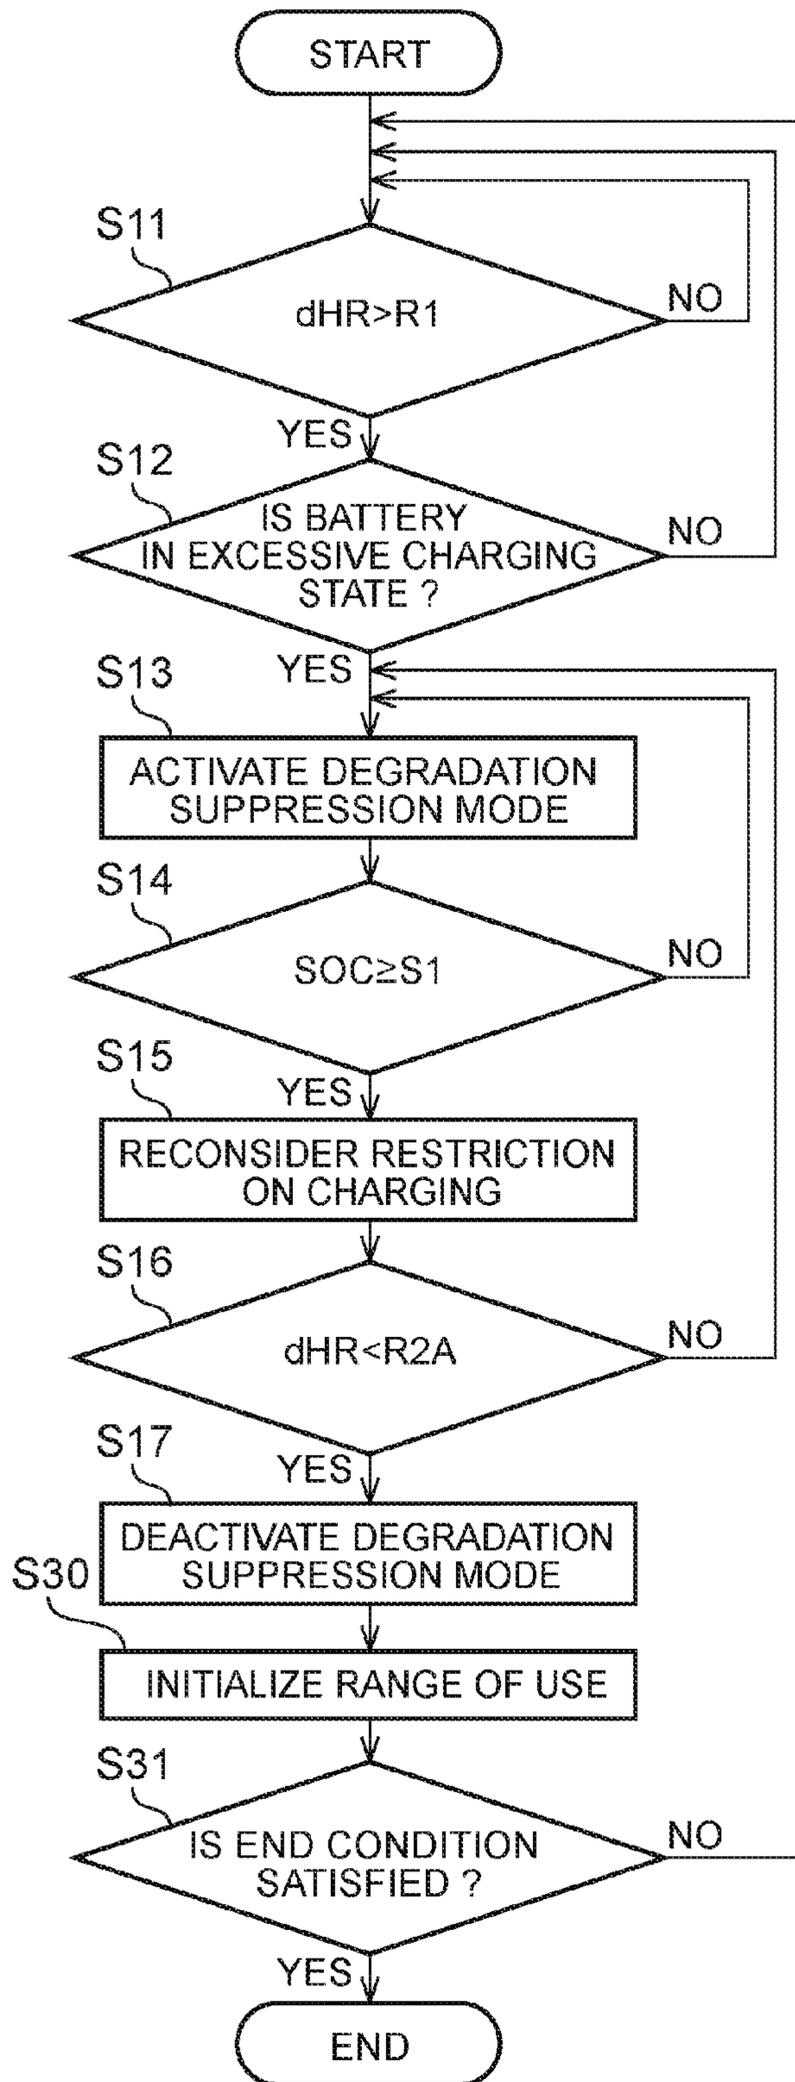 START
S11
dHR>R1
NO
YES
S12
IS BATTERY
IN EXCESSIVE CHARGING
STATE ?
NO
YES
S13
ACTIVATE DEGRADATION
SUPPRESSION MODE
S14
SOC≥S1
NO
YES
S15
RECONSIDER RESTRICTION
ON CHARGING
S16
dHR<R2A
NO
YES
S17
DEACTIVATE DEGRADATION
SUPPRESSION MODE
S30
INITIALIZE RANGE OF USE
S31
IS END CONDITION
SATISFIED ?
NO
YES
END